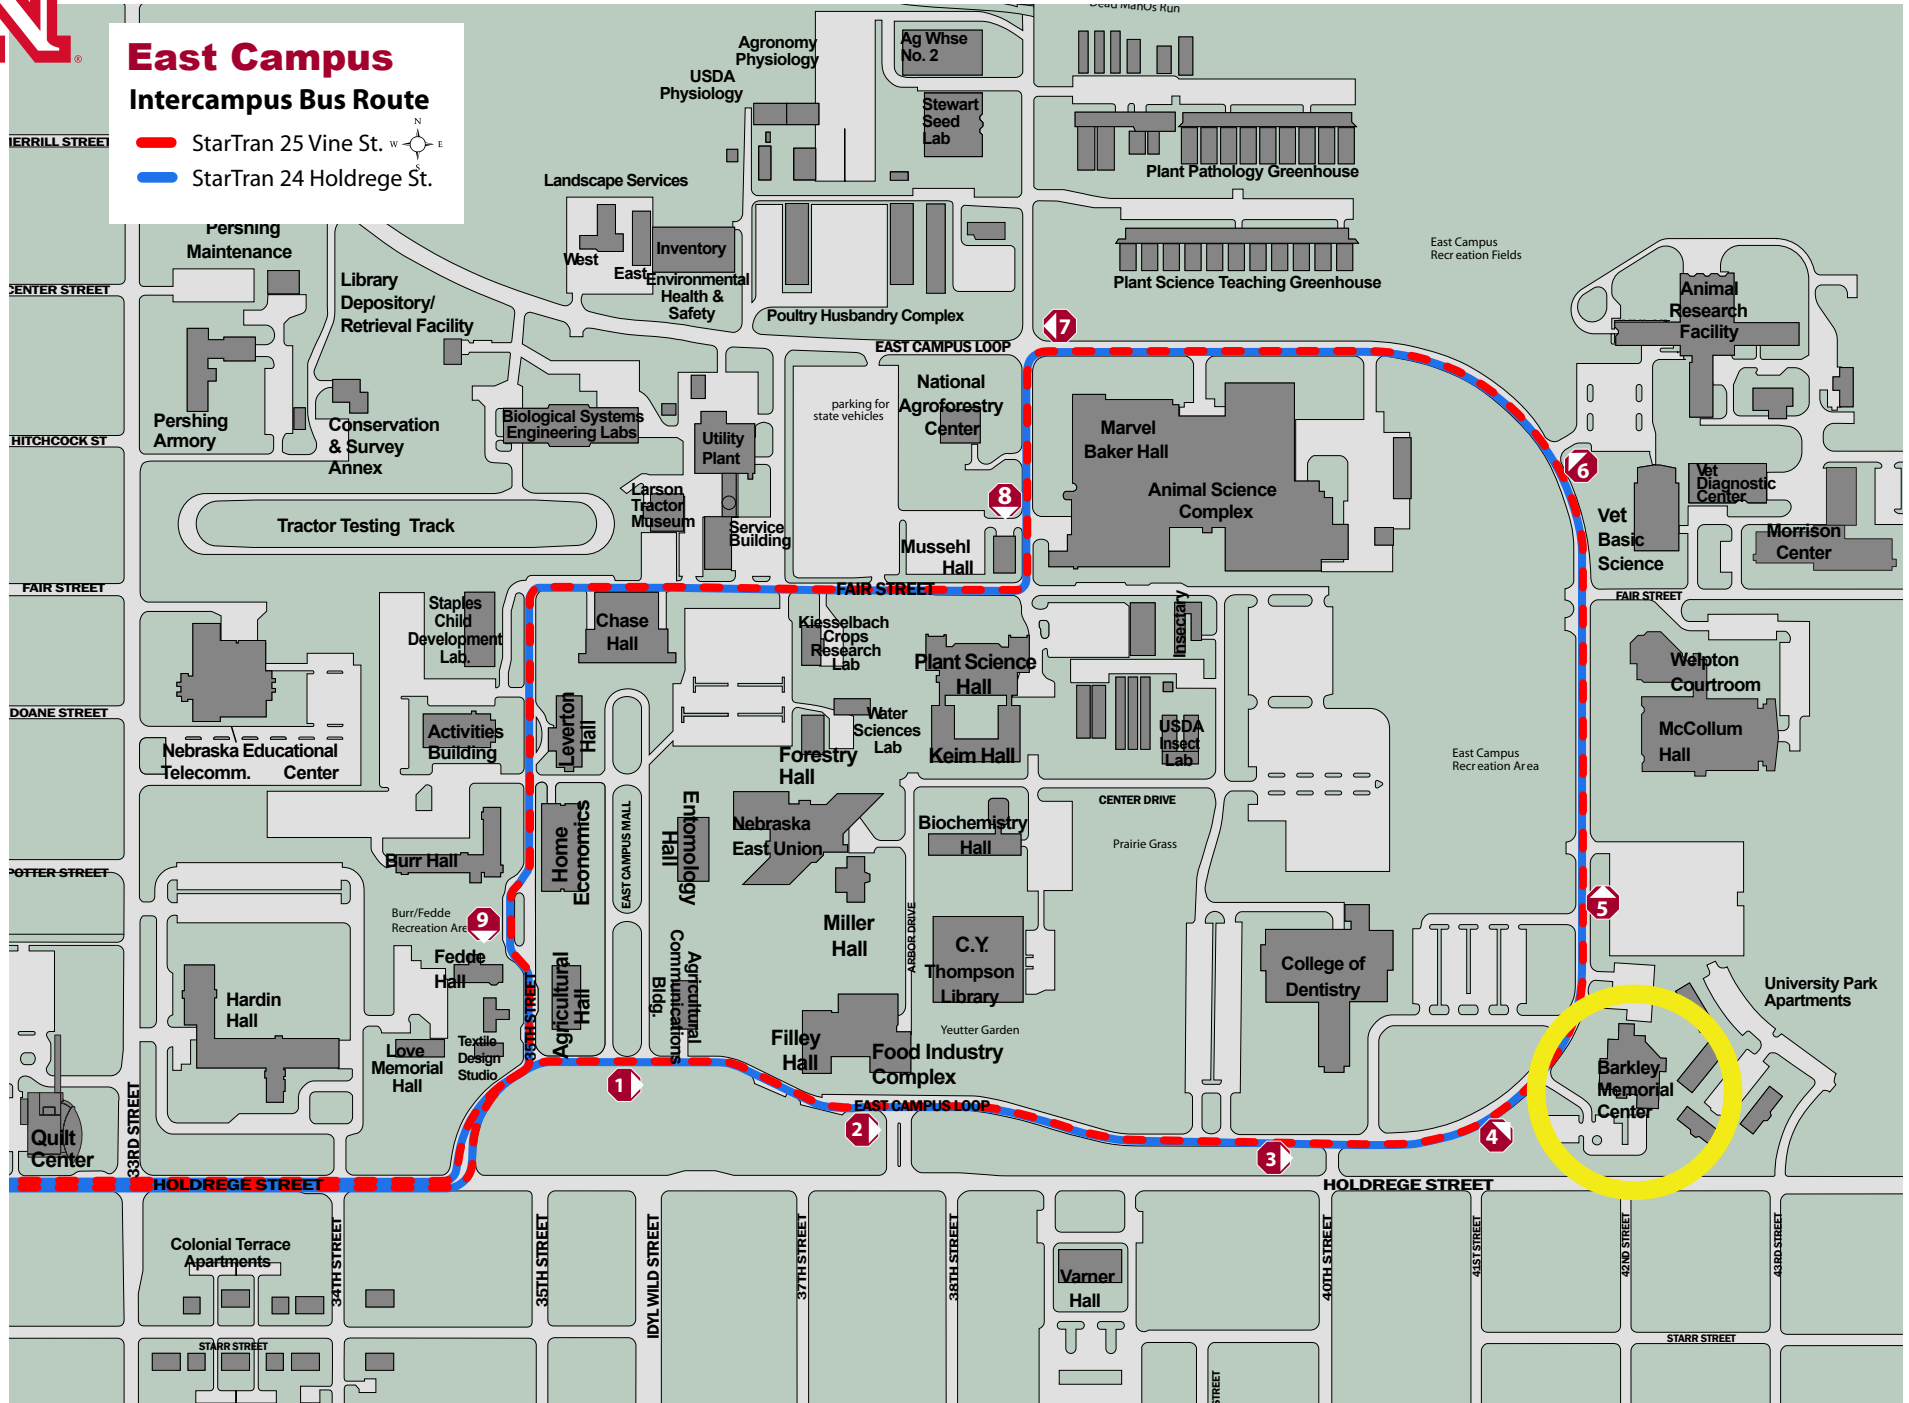 N
®
East Campus
Intercampus Bus Route
StarTran 25 Vine St.
StarTran 24 Holdrege St.
N
W
E
S
Dead ManOs Run
Agronomy
Physiology
USDA
Physiology
Ag Whse
No. 2
Stewart
Seed
Lab
Plant Pathology Greenhouse
Landscape Services
West
East
Inventory
Environmental
Health &
Safety
Poultry Husbandry Complex
Plant Science Teaching Greenhouse
East Campus
Recreation Fields
Animal
Research
Facility
Pershing
Maintenance
CENTER STREET
Library
Depository/
Retrieval Facility
EAST CAMPUS LOOP
7
National
Agroforestry
Center
parking for
state vehicles
Pershing
Armory
HITCHCOCK ST
Conservation
& Survey
Annex
Biological Systems
Engineering Labs
Utility
Plant
Marvel
Baker Hall
Animal Science
Complex
6
Vet
Diagnostic
Center
Vet
Basic
Science
Morrison
Center
Larson
Tractor
Museum
Service
Building
8
Mussehl
Hall
Tractor Testing Track
FAIR STREET
FAIR STREET
FAIR STREET
Staples
Child
Development
Lab.
Chase
Hall
Kiesselbach
Crops
Research
Lab
Plant Science
Hall
Insectary
Welpton
Courtroom
McCollum
Hall
DOANE STREET
Nebraska Educational
Telecomm. Center
Activities
Building
Leverton
Hall
Water
Sciences
Lab
Forestry
Hall
Keim Hall
USDA
Insect
Lab
East Campus
Recreation Area
CENTER DRIVE
Prairie Grass
Home
Economics
EAST CAMPUS MALL
Entomology
Hall
Nebraska
East Union
Biochemistry
Hall
Burr Hall
POTTER STREET
Burr/Fedde
Recreation Are
9
5
Miller
Hall
ARBOR DRIVE
C.Y.
Thompson
Library
College of
Dentistry
Fedde
Hall
35TH STREET
Agricultural
Hall
Agricultural
Communications
Bldg.
University Park
Apartments
Hardin
Hall
Love
Memorial
Hall
Textile
Design
Studio
Filley
Hall
Yeutter Garden
Food Industry
Complex
Barkley
Memorial
Center
1
2
EAST CAMPUS LOOP
3
4
Quilt
Center
33RD STREET
HOLDREGE STREET
HOLDREGE STREET
Colonial Terrace
Apartments
34TH STREET
35TH STREET
IDYL WILD STREET
37TH STREET
38TH STREET
Varner
Hall
40TH STREET
41ST STREET
42ND STREET
43RD STREET
STARR STREET
STARR STREET
STREET